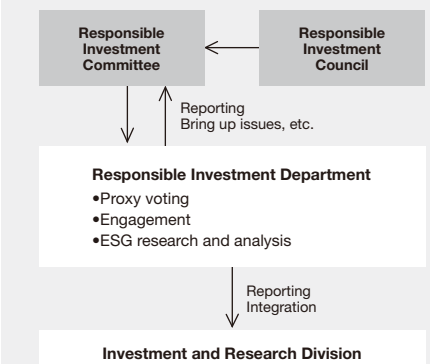 Responsible
Investment
Committee
Responsible
Investment
Council
Reporting
Bring up issues, etc.
Responsible Investment Department
•Proxy voting
•Engagement
•ESG research and analysis
Reporting
Integration
Investment and Research Division